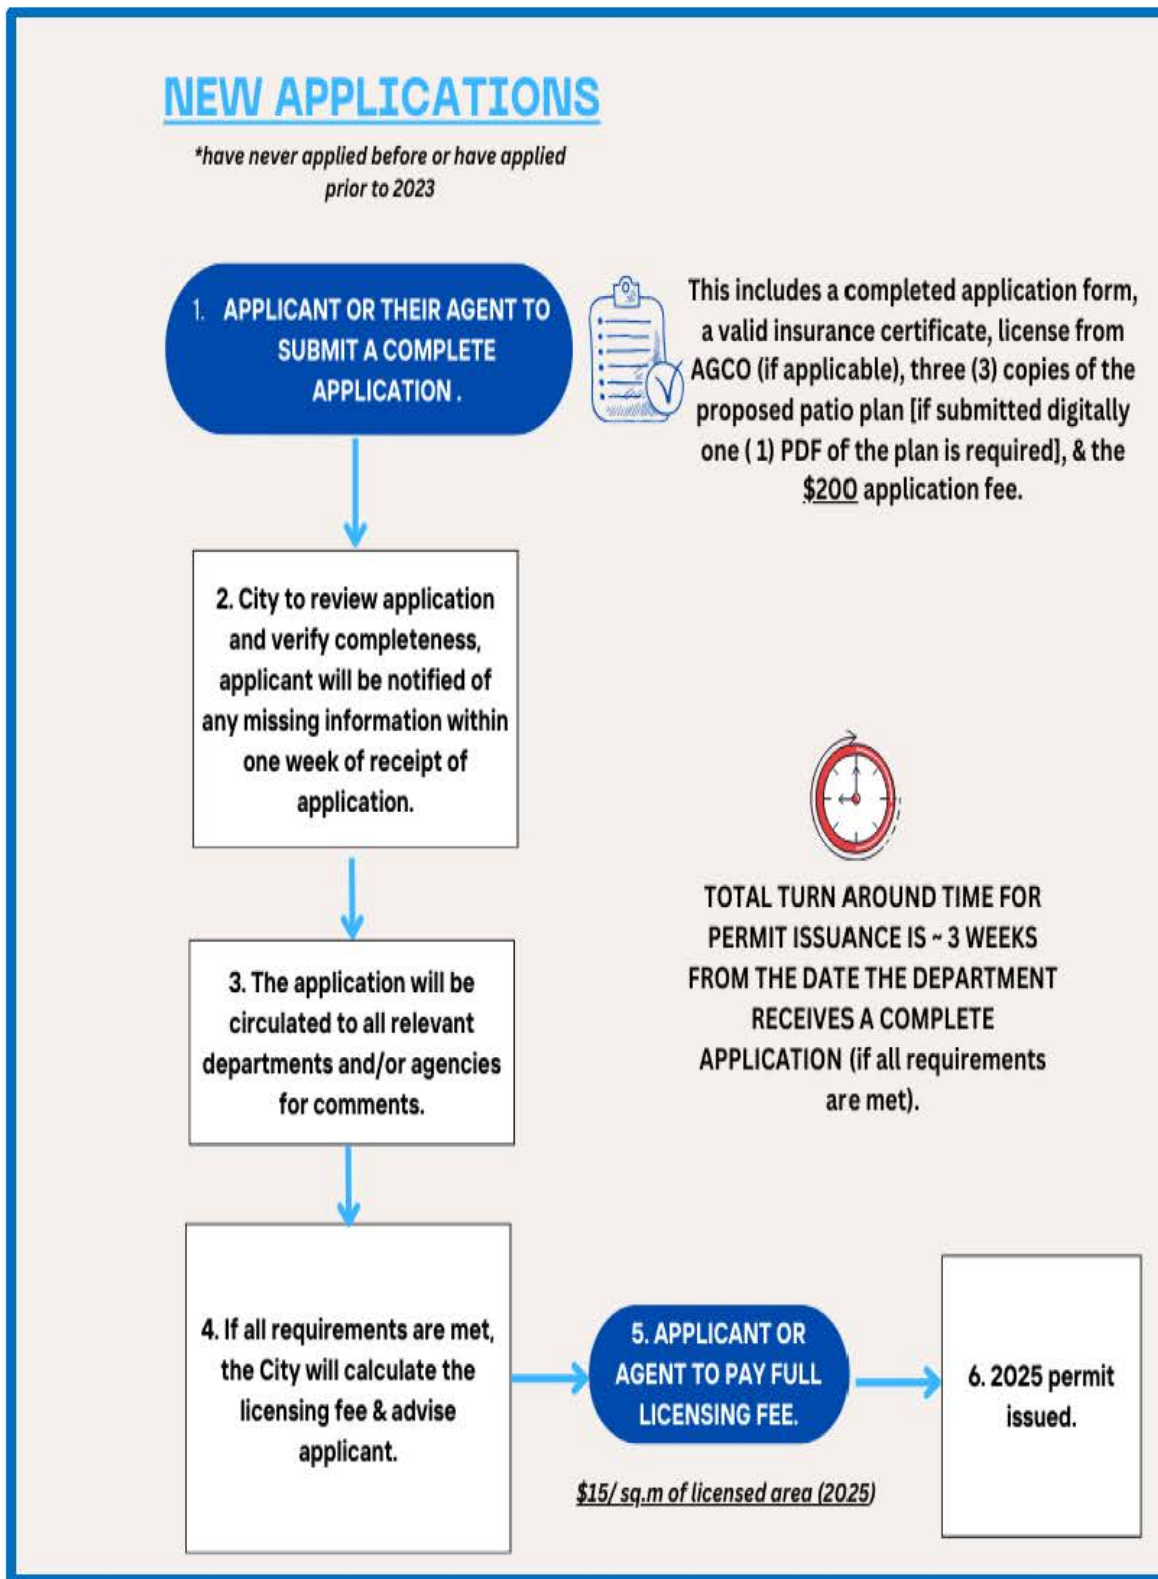 NEW APPLICATIONS
*have never applied before or have applied
prior to 2023
1. APPLICANT OR THEIR AGENT TO
SUBMIT A COMPLETE
APPLICATION .
This includes a completed application form,
a valid insurance certificate, license from
AGCO (if applicable), three (3) copies of the
proposed patio plan [if submitted digitally
one ( 1) PDF of the plan is required], & the
$200 application fee.
2. City to review application
and verify completeness,
applicant will be notified of
any missing information within
one week of receipt of
application.
TOTAL TURN AROUND TIME FOR
PERMIT ISSUANCE IS ~ 3 WEEKS
FROM THE DATE THE DEPARTMENT
RECEIVES A COMPLETE
APPLICATION (if all requirements
are met).
3. The application will be
circulated to all relevant
departments and/or agencies
for comments.
4. If all requirements are met,
the City will calculate the
licensing fee & advise
applicant.
5. APPLICANT OR
AGENT TO PAY FULL
LICENSING FEE.
$15/ sq.m of licensed area (2025)
6. 2025 permit
issued.